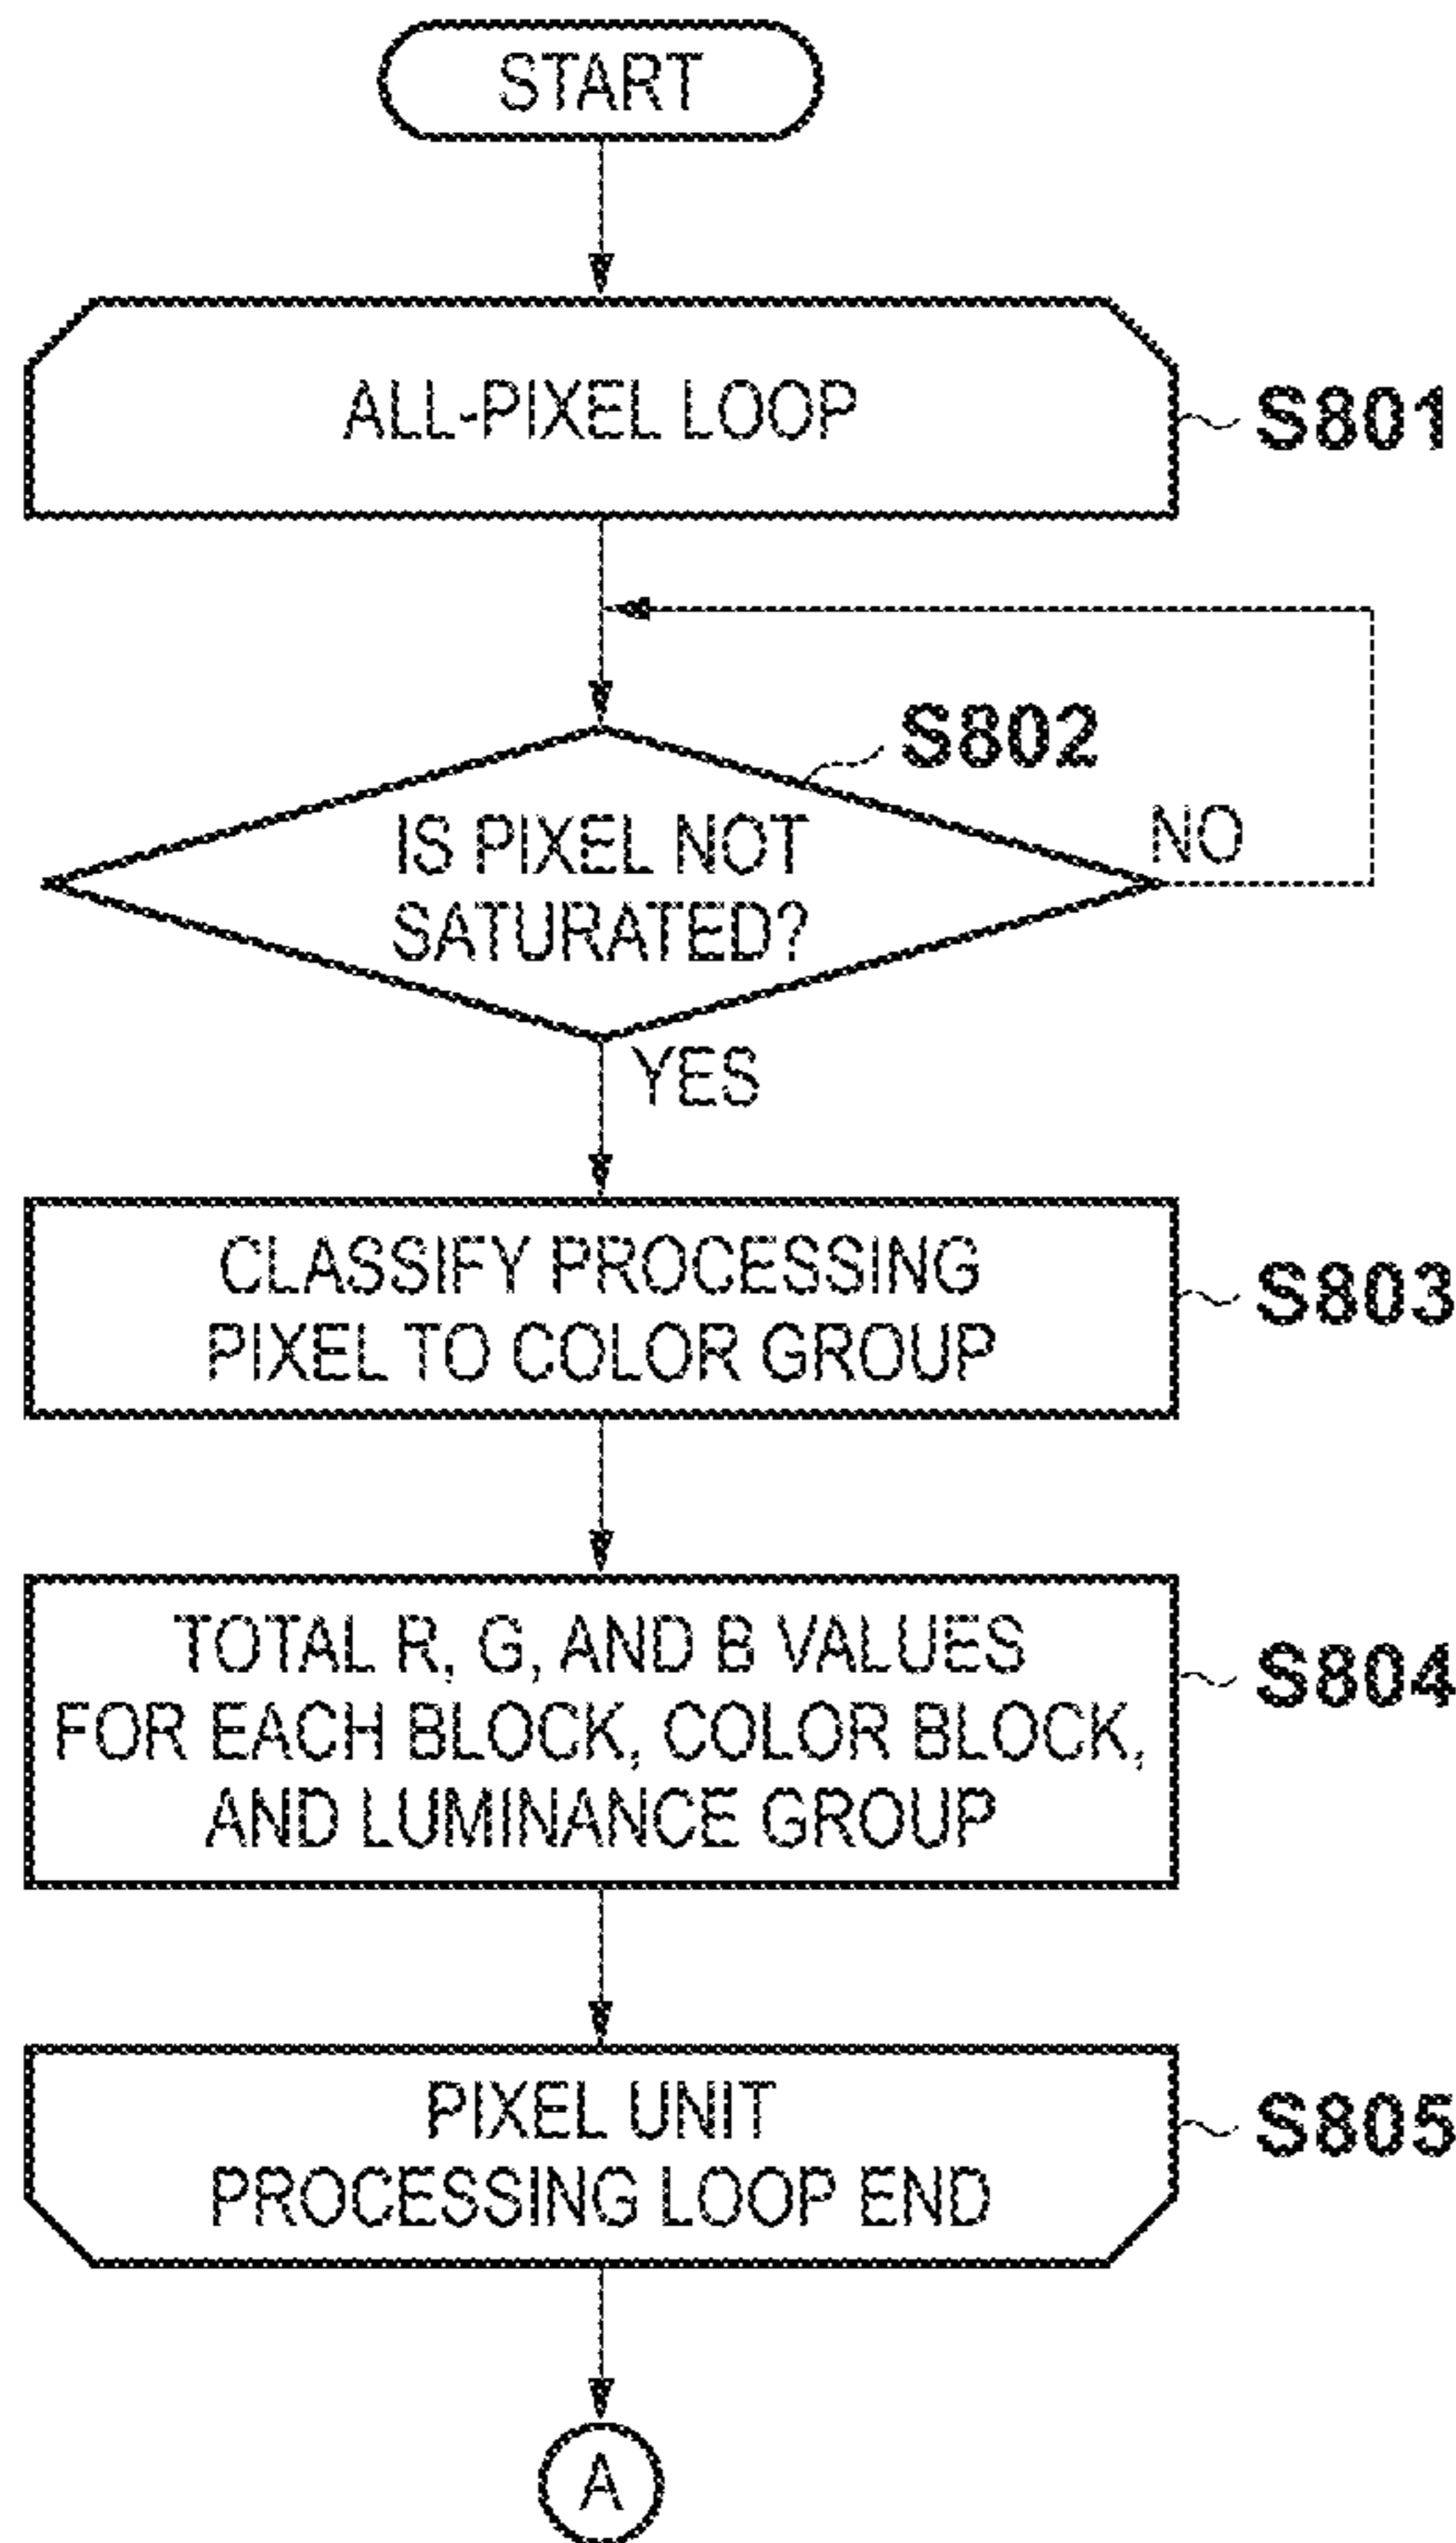 START
ALL-PIXEL LOOP
S801
S802
IS PIXEL NOT
SATURATED?
NO
YES
CLASSIFY PROCESSING
PIXEL TO COLOR GROUP
S803
TOTAL R, G, AND B VALUES
FOR EACH BLOCK, COLOR BLOCK,
AND LUMINANCE GROUP
S804
PIXEL UNIT
PROCESSING LOOP END
S805
A